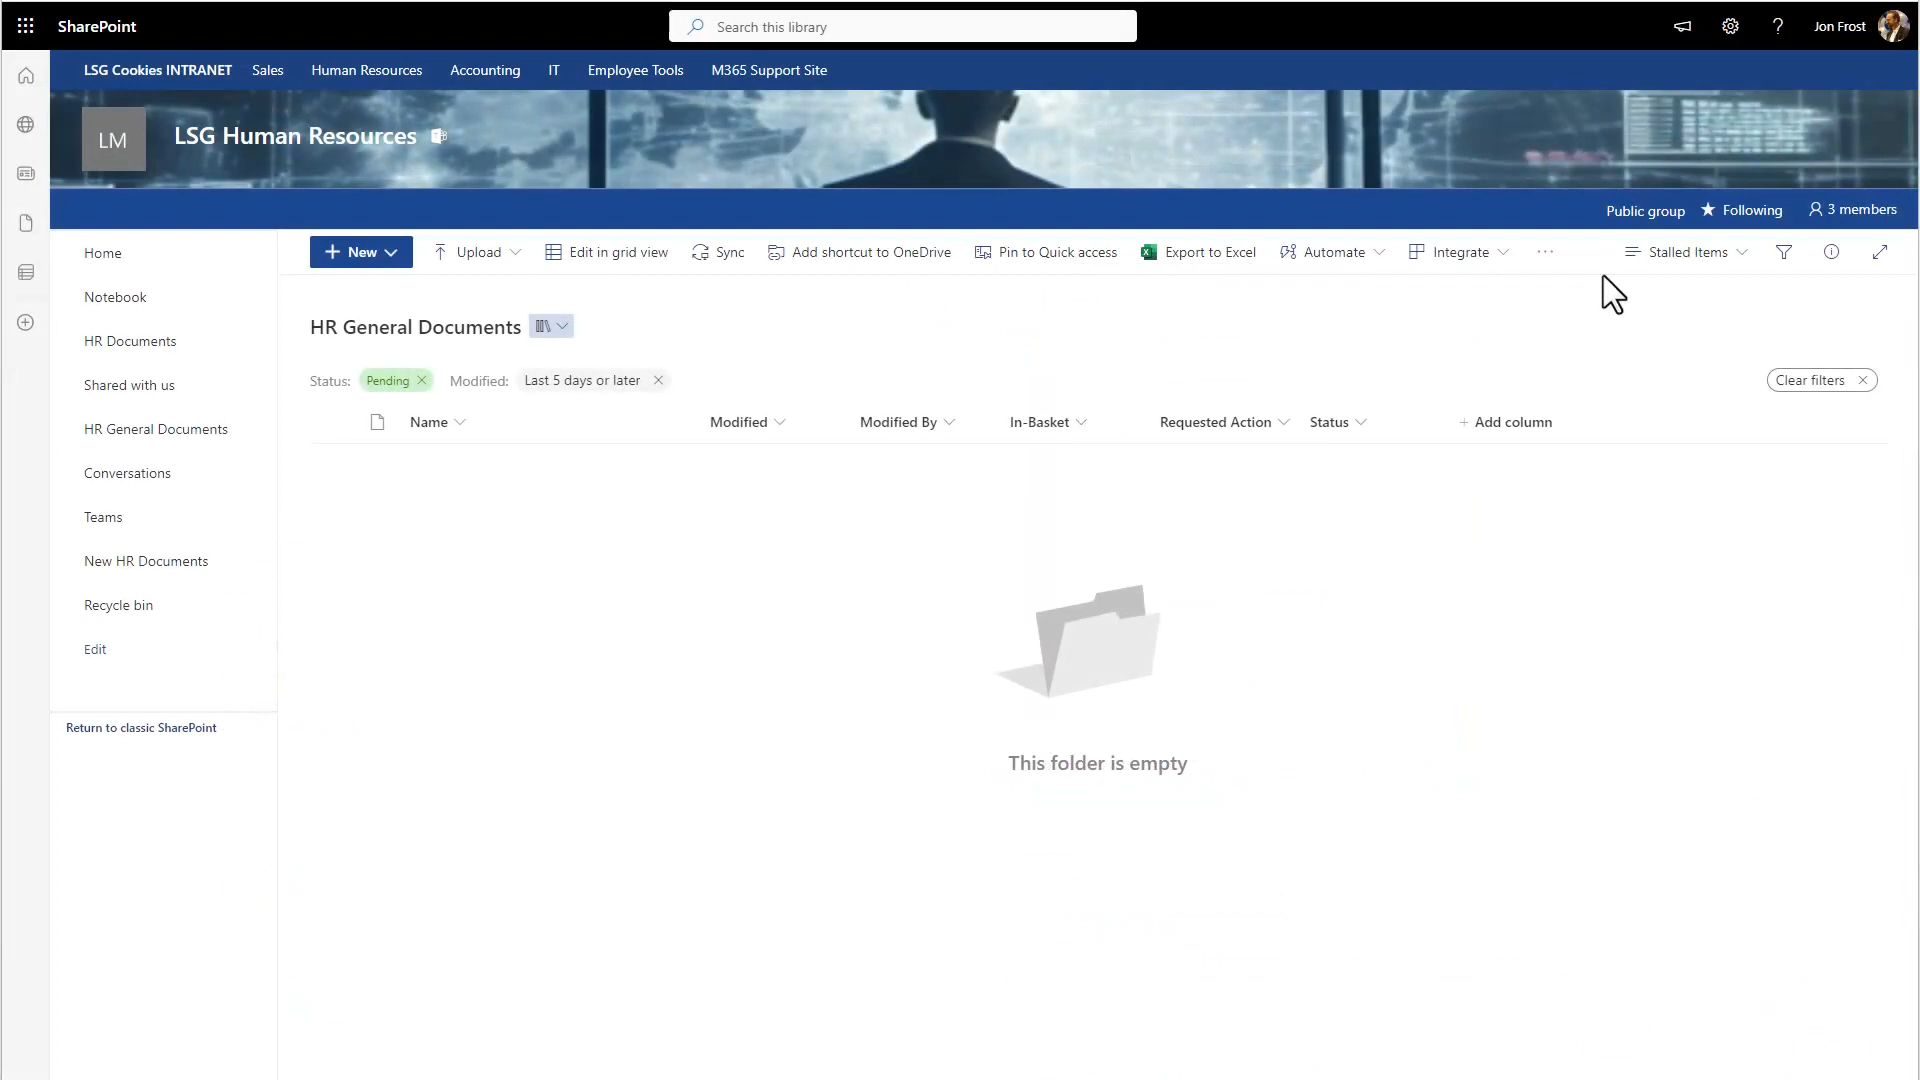 SharePoint
Search this library
Jon Frost
LSG Cookies INTRANET Sales Human Resources Accounting IT Employee Tools M365 Support Site
LM
LSG Human Resources
Public group Following 3 members
Home
Notebook
HR Documents
Shared with us
HR General Documents
Conversations
Teams
New HR Documents
Recycle bin
Edit
Return to classic SharePoint
New Upload Edit in grid view Sync Add shortcut to OneDrive Pin to Quick access Export to Excel Automate Integrate ... Stalled Items
HR General Documents
Status: Pending Modified: Last 5 days or later Clear filters
Name Modified Modified By In-Basket Requested Action Status + Add column
This folder is empty